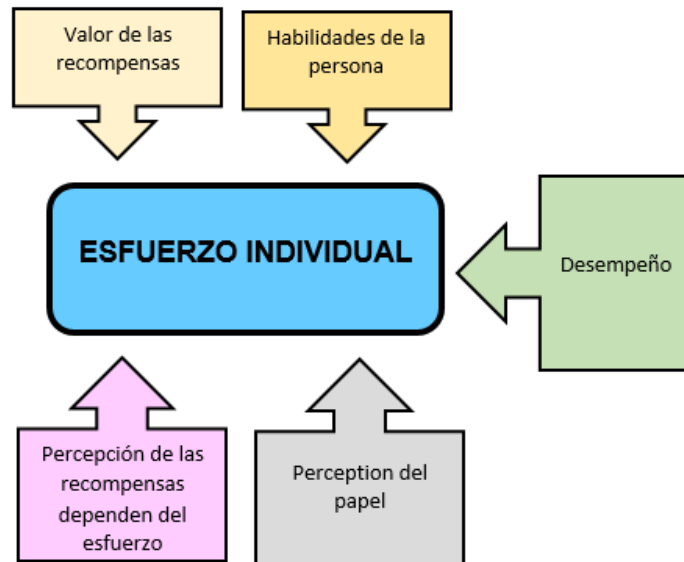 Valor de las
recompensas
Habilidades de la
persona
ESFUERZO INDIVIDUAL
Desempeño
Percepción de las
recompensas
dependen del
esfuerzo
Perception del
papel